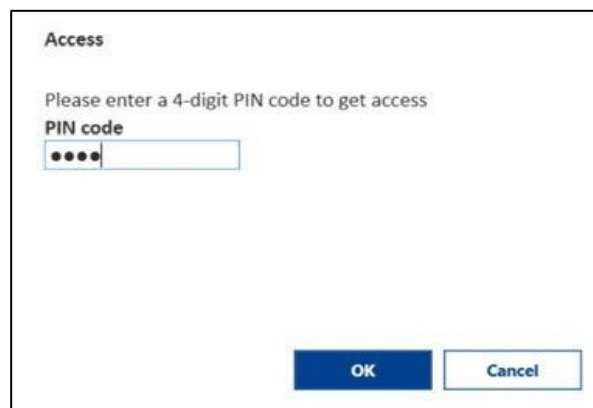 Access
Please enter a 4-digit PIN code to get access
PIN code
●●●●
OK
Cancel